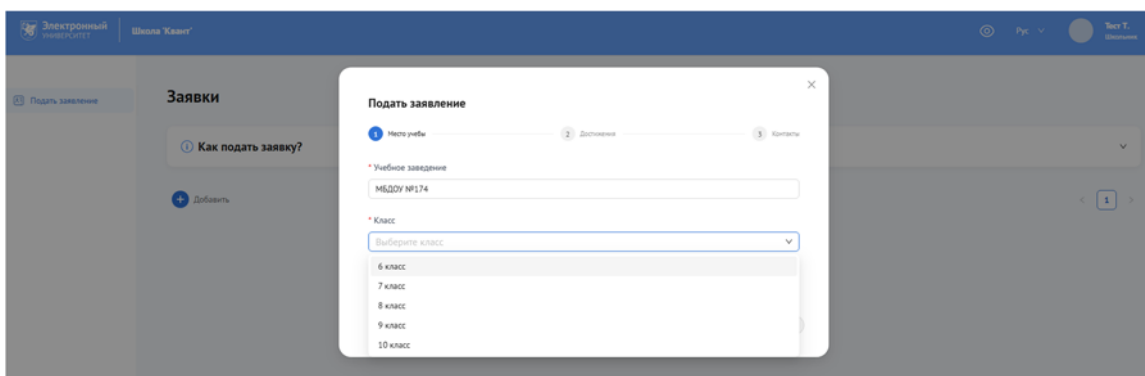 Электронный
УНИВЕРСИТЕТ
Школа "Квант"
Рус
Тест Т.
Школьник
Подать заявление
Заявки
Как подать заявку?
Добавить
1
Подать заявление
1 Место учебы
2 Достижения
3 Контакты
* Учебное заведение
МБДОУ №174
* Класс
Выберите класс
6 класс
7 класс
8 класс
9 класс
10 класс